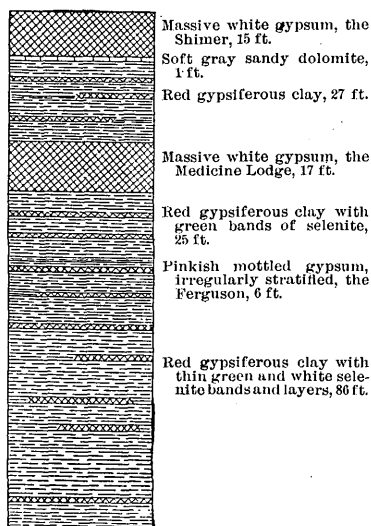 Massive white gypsum, the
Shimer, 15 ft.
Soft gray sandy dolomite,
1 ft.
Red gypsiferous clay, 27 ft.
Massive white gypsum, the
Medicine Lodge, 17 ft.
Red gypsiferous clay with
green bands of selenite,
25 ft.
Pinkish mottled gypsum,
irregularly stratified, the
Ferguson, 6 ft.
Red gypsiferous clay with
thin green and white sele-
nite bands and layers, 86 ft.